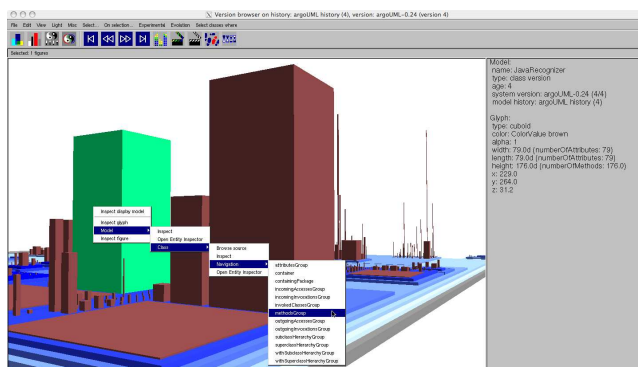 Version browser on history: argoUML history (4), version: argoUML-0.24 (version 4)
File Edit View Light Misc Select... On selection... Experimental Evolution Select classes where
Selected: 1 figures
Model:
name: JavaRecognizer
type: class version
age: 4
system version: argoUML-0.24 (4/4)
model history: argoUML history (4)
Glyph:
type: cuboid
color: ColorValue brown
alpha: 1
width: 79.0d (numberOfAttributes: 79)
length: 79.0d (numberOfAttributes: 79)
height: 176.0d (numberOfMethods: 176.0)
x: 229.0
y: 264.0
z: 31.2
Inspect display model
Inspect glyph
Model
Inspect figure
Inspect
Open Entity Inspector
Class
Browse source
Inspect
Navigation
Open Entity Inspector
attributesGroup
container
containingPackage
incomingAccessesGroup
incomingInvocationsGroup
invokedClassesGroup
methodsGroup
outgoingAccessesGroup
outgoingInvocationsGroup
subclassHierarchyGroup
superclassHierarchyGroup
withSubclassHierarchyGroup
withSuperclassHierarchyGroup